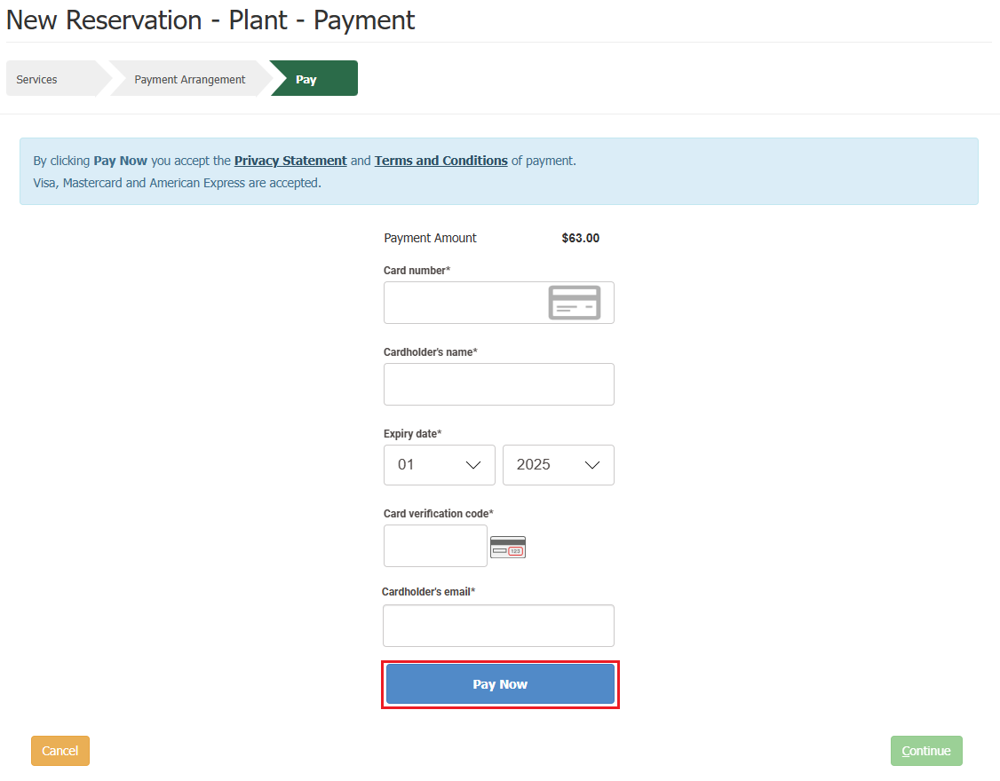 New Reservation - Plant - Payment
Services
Payment Arrangement
Pay
By clicking Pay Now you accept the Privacy Statement and Terms and Conditions of payment.
Visa, Mastercard and American Express are accepted.
Payment Amount $63.00
Card number*
Cardholder's name*
Expiry date*
01 2025
Card verification code*
123
Cardholder's email*
Pay Now
Cancel
Continue